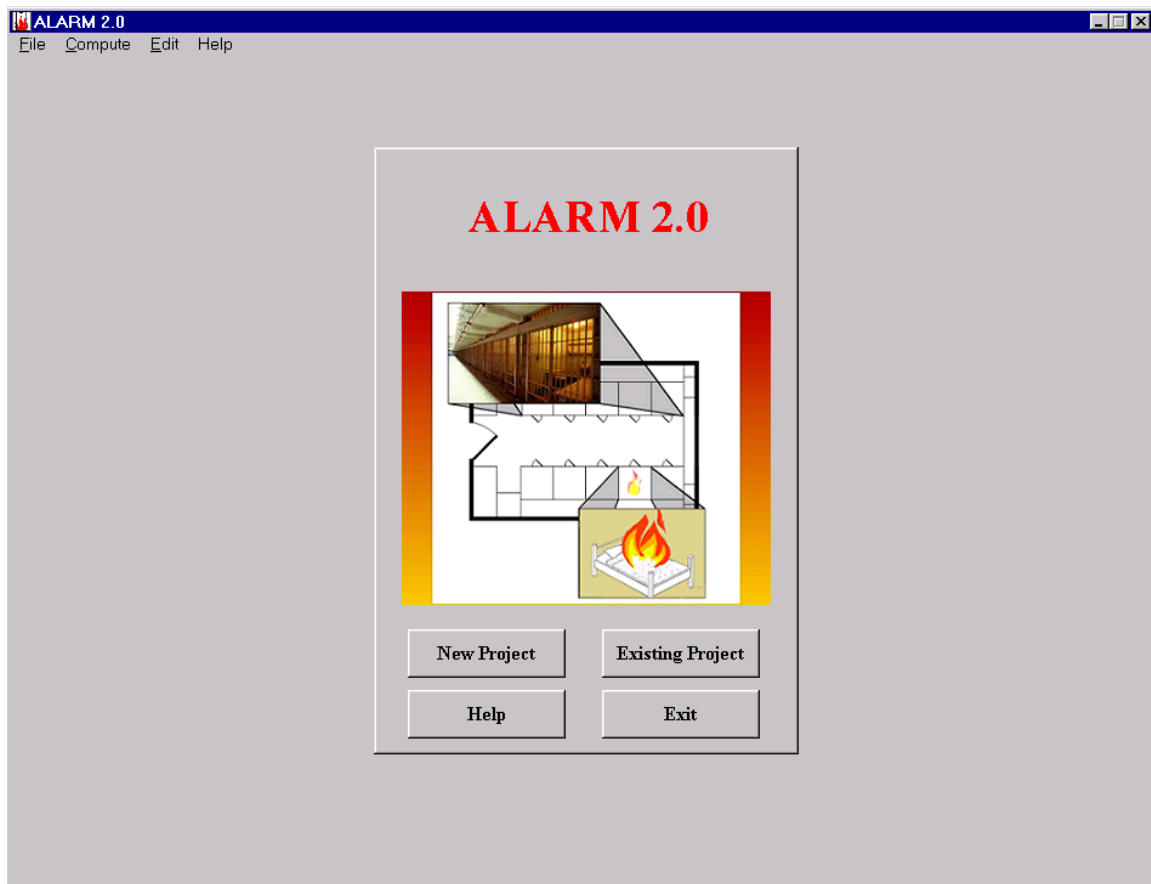 ALARM 2.0
File Compute Edit Help
ALARM 2.0
New Project Existing Project
Help Exit